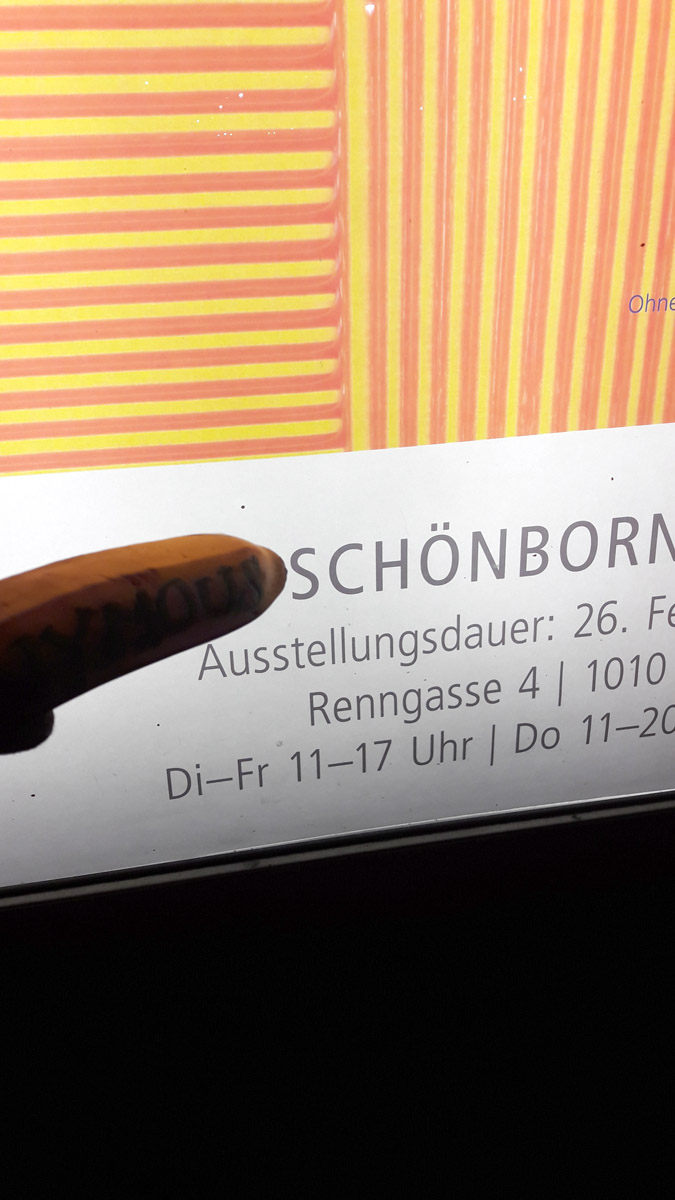 Ohne
SCHÖNBORN
Ausstellungsdauer: 26. Fe
Renngasse 4 | 1010
Di–Fr 11–17 Uhr | Do 11–20